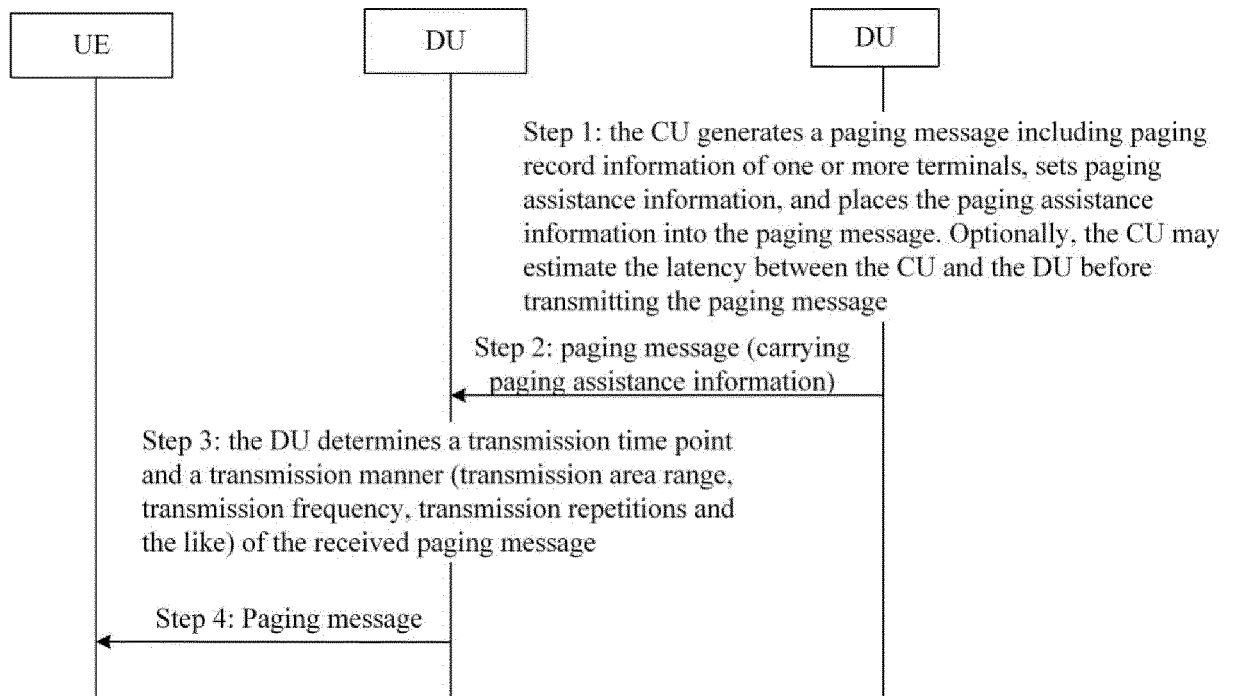 UE
DU
DU
Step 1: the CU generates a paging message including paging
record information of one or more terminals, sets paging
assistance information, and places the paging assistance
information into the paging message. Optionally, the CU may
estimate the latency between the CU and the DU before
transmitting the paging message
Step 2: paging message (carrying
paging assistance information)
Step 3: the DU determines a transmission time point
and a transmission manner (transmission area range,
transmission frequency, transmission repetitions and
the like) of the received paging message
Step 4: Paging message